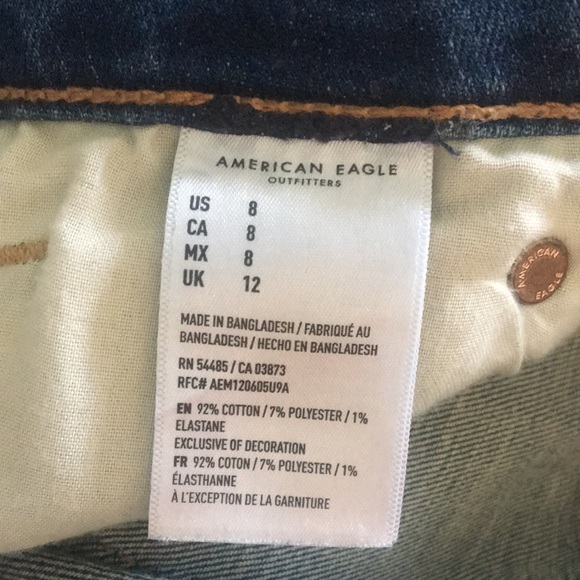 AMERICAN EAGLE
OUTFITTERS
US 8
CA 8
MX 8
UK 12
MADE IN BANGLADESH / FABRIQUÉ AU
BANGLADESH / HECHO EN BANGLADESH
RN 54485 / CA 03873
RFC# AEM120605U9A
EN 92% COTTON / 7% POLYESTER / 1%
ELASTANE
EXCLUSIVE OF DECORATION
FR 92% COTON / 7% POLYESTER / 1%
ÉLASTHANNE
À L'EXCEPTION DE LA GARNITURE
AMERICAN
EAGLE